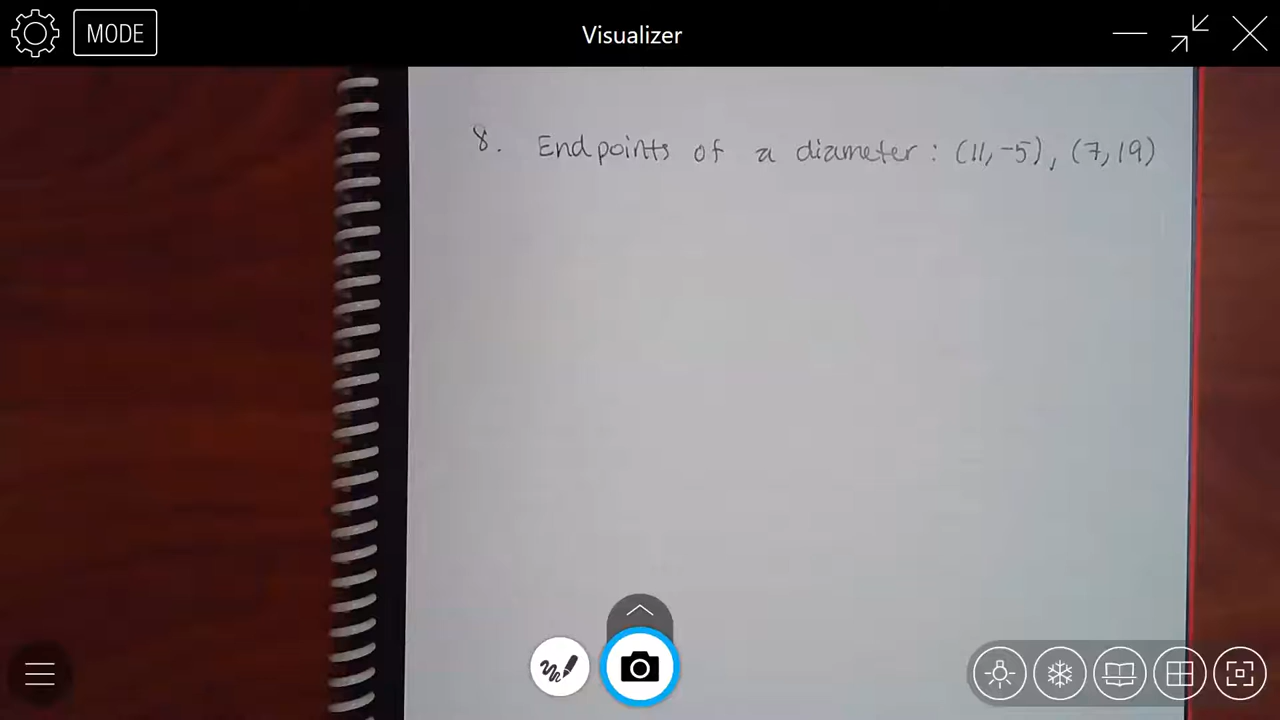 MODE
Visualizer
8. Endpoints of a diameter : (11, -5), (7, 19)